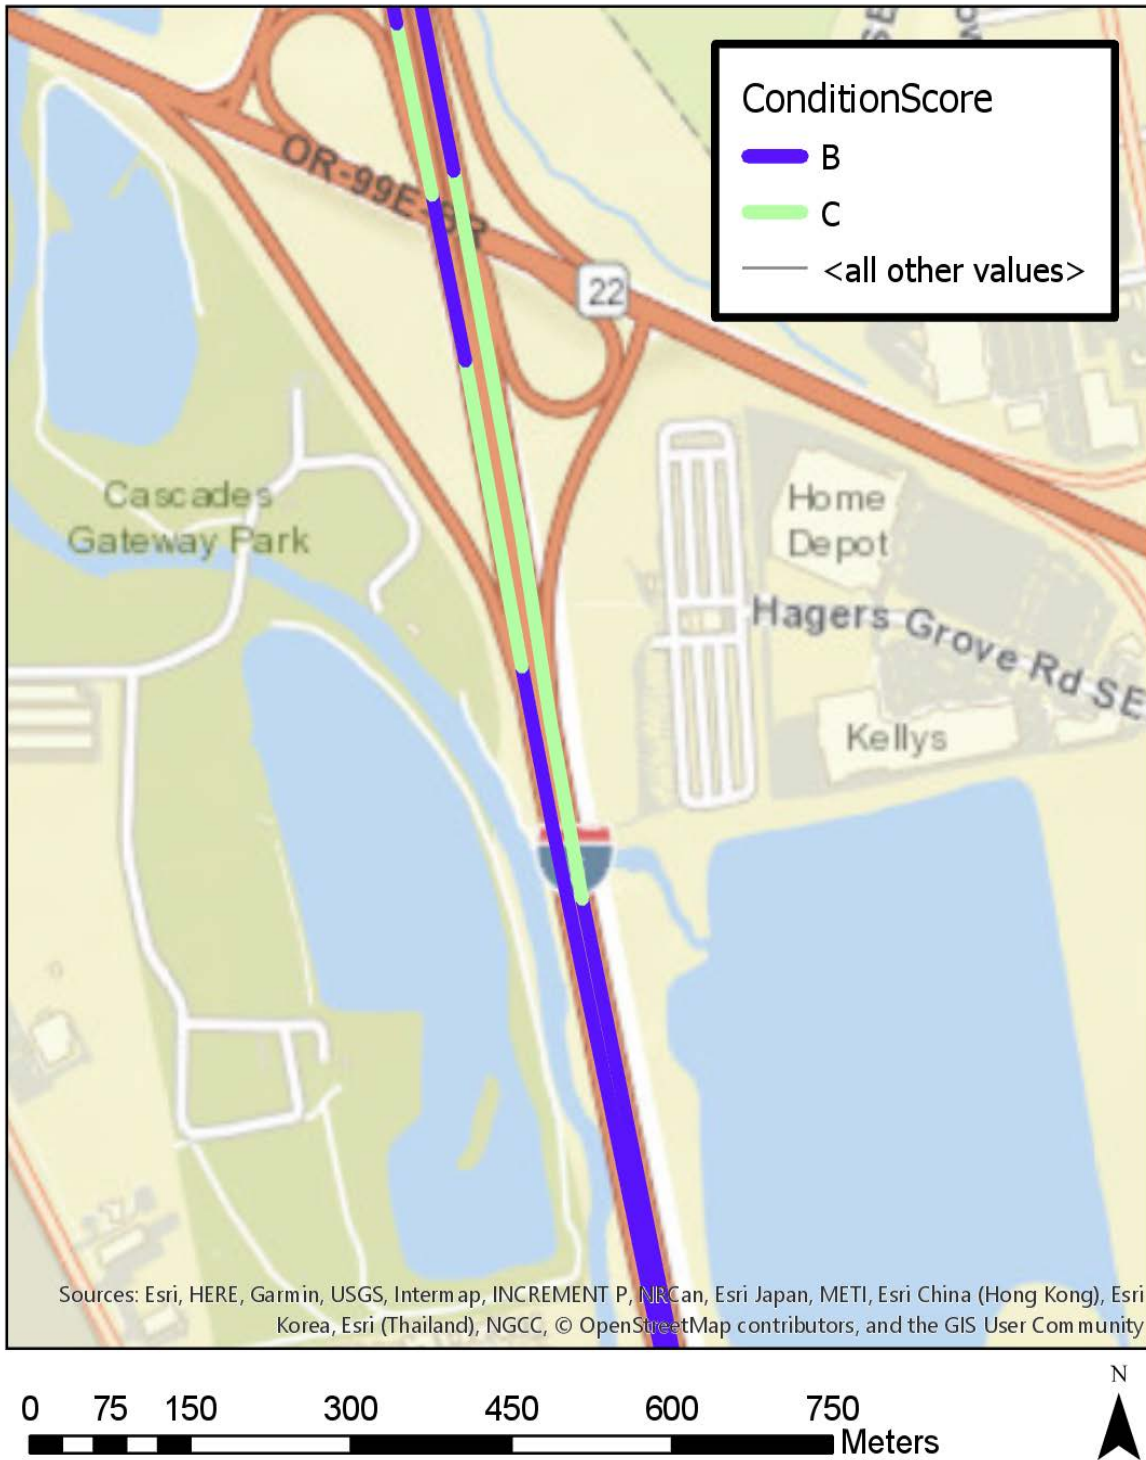 SE
ConditionScore
B
C
<all other values>
OR-99E-BR
22
Cascades
Gateway Park
Home
Depot
Hagers Grove Rd SE
Kellys
Sources: Esri, HERE, Garmin, USGS, Intermap, INCREMENT P, NRCan, Esri Japan, METI, Esri China (Hong Kong), Esri
Korea, Esri (Thailand), NGCC, © OpenStreetMap contributors, and the GIS User Community
N
0 75 150 300 450 600 750
Meters